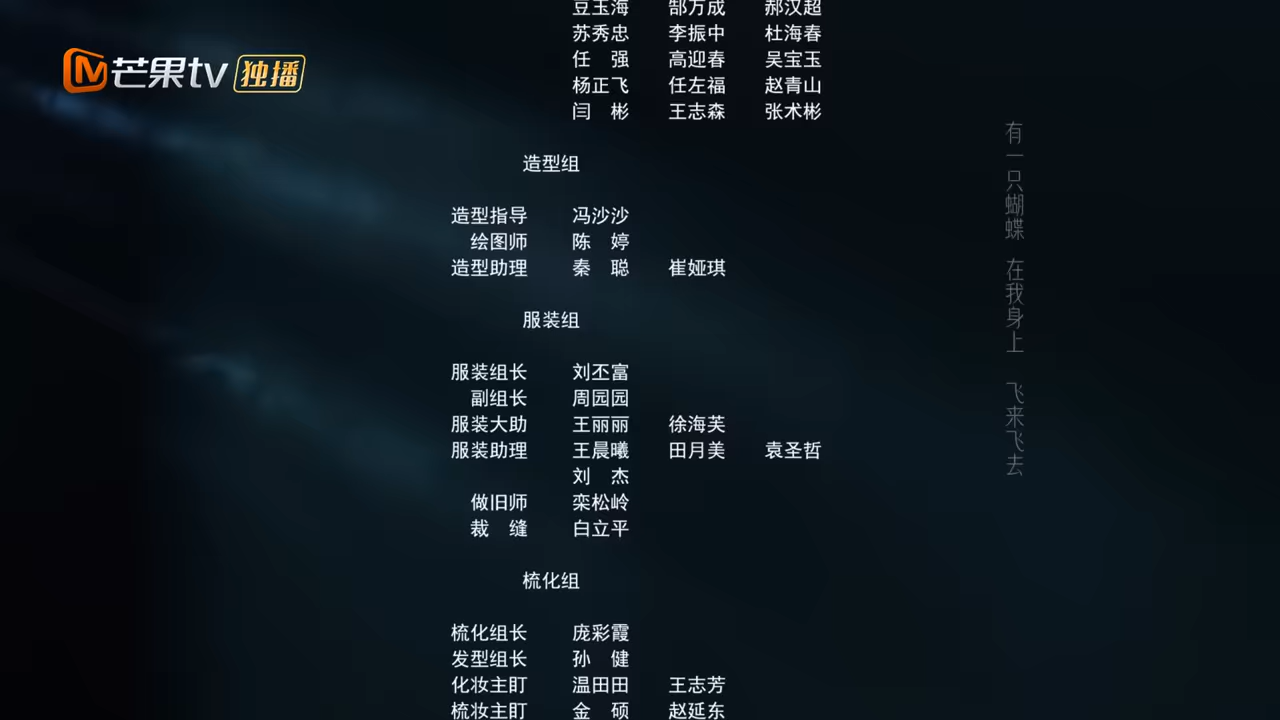 芒果tv 独播
豆玉海 郜万成 郝汉超
苏秀忠 李振中 杜海春
任 强 高迎春 吴宝玉
杨正飞 任左福 赵青山
闫 彬 王志森 张术彬
造型组
造型指导 冯沙沙
绘图师 陈 婷
造型助理 秦 聪 崔娅琪
服装组
服装组长 刘丕富
副组长 周园园
服装大助 王丽丽 徐海芙
服装助理 王晨曦 田月美 袁圣哲
刘 杰
做旧师 栾松岭
裁 缝 白立平
梳化组
梳化组长 庞彩霞
发型组长 孙 健
化妆主盯 温田田 王志芳
梳妆主盯 金 硕 赵延东
有一只蝴蝶 在我身上 飞来飞去